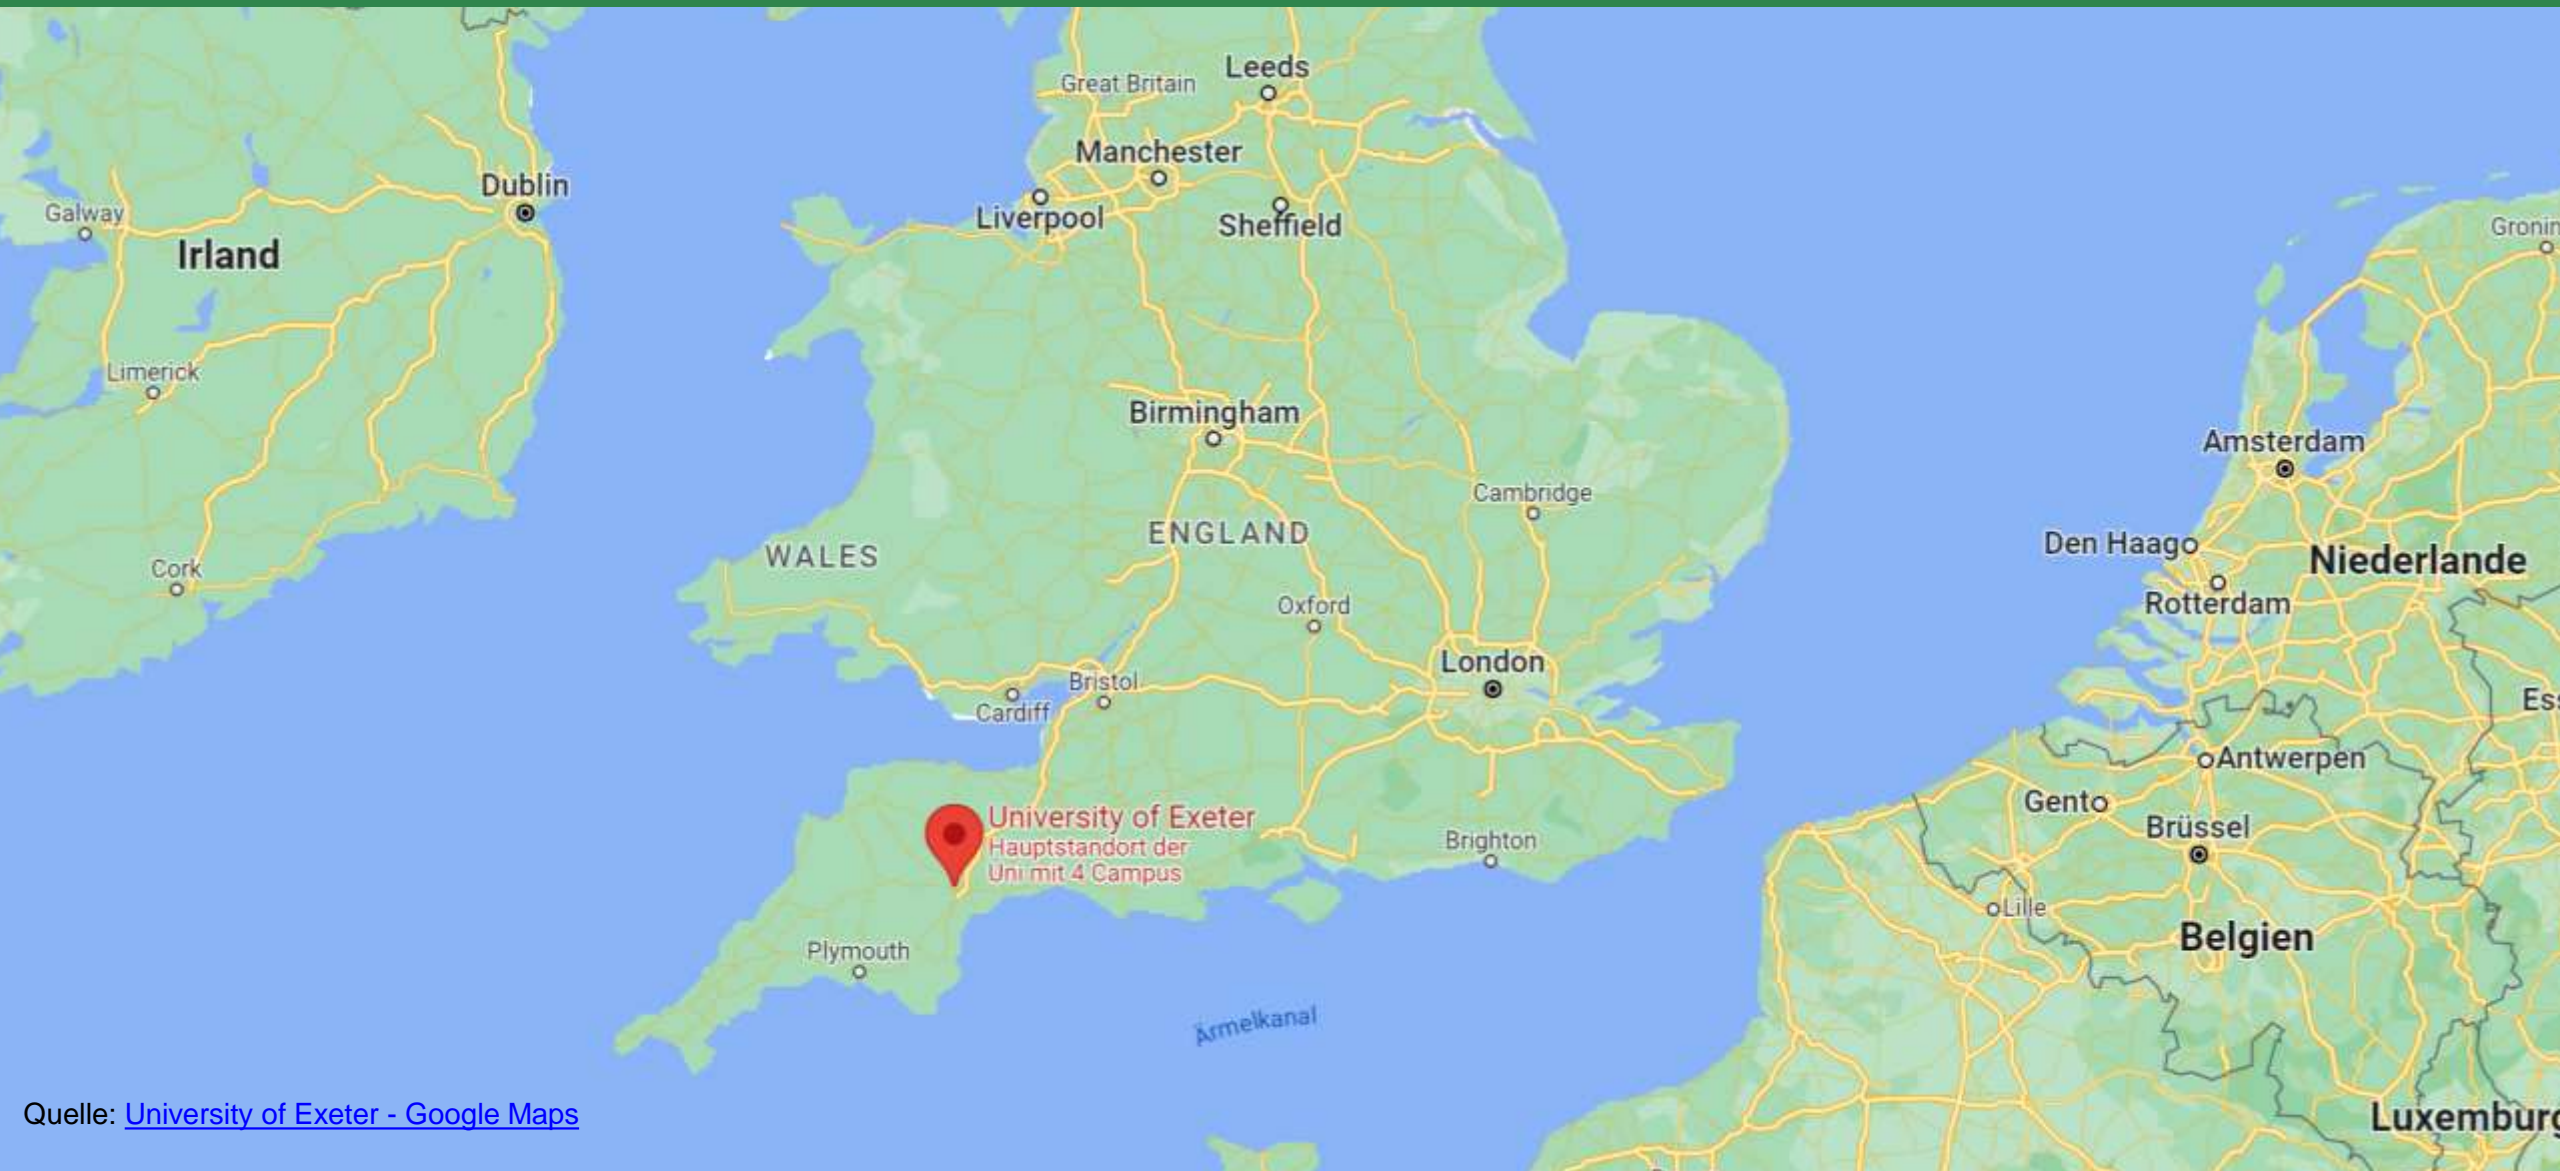 Great Britain
Leeds
Manchester
Dublin
Galway
Liverpool
Sheffield
Irland
Limerick
Birmingham
Amsterdam
Cambridge
ENGLAND
WALES
Den Haag
Niederlande
Cork
Oxford
Rotterdam
London
Bristol
Cardiff
Antwerpen
Gent
University of Exeter
Hauptstandort der
Uni mit 4 Campus
Brüssel
Brighton
Lille
Belgien
Plymouth
Ärmelkanal
Quelle: University of Exeter - Google Maps